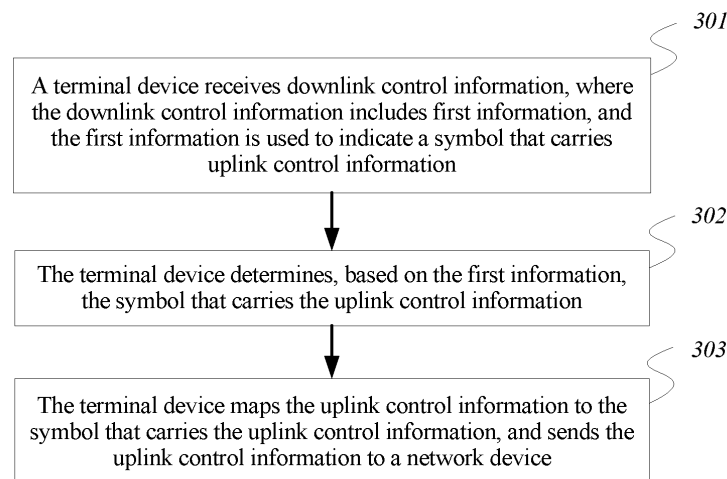 301
A terminal device receives downlink control information, where
the downlink control information includes first information, and
the first information is used to indicate a symbol that carries
uplink control information
302
The terminal device determines, based on the first information,
the symbol that carries the uplink control information
303
The terminal device maps the uplink control information to the
symbol that carries the uplink control information, and sends the
uplink control information to a network device